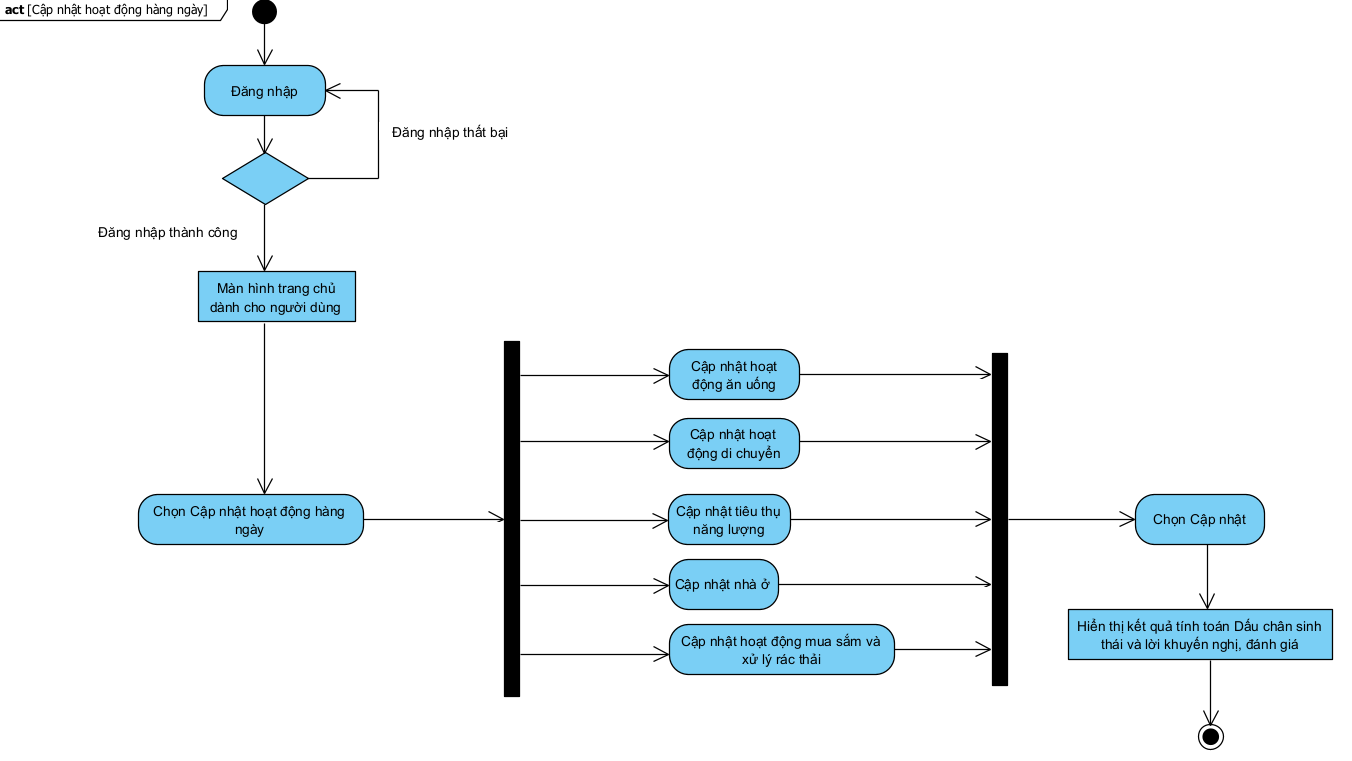 act [Cập nhật hoạt động hàng ngày]
Đăng nhập
Đăng nhập thất bại
Đăng nhập thành công
Màn hình trang chủ
dành cho người dùng
Chọn Cập nhật hoạt động hàng
ngày
Cập nhật hoạt
động ăn uống
Cập nhật hoạt
động di chuyển
Cập nhật tiêu thụ
năng lượng
Cập nhật nhà ở
Cập nhật hoạt động mua sắm và
xử lý rác thải
Chọn Cập nhật
Hiển thị kết quả tính toán Dấu chân sinh
thái và lời khuyến nghị, đánh giá